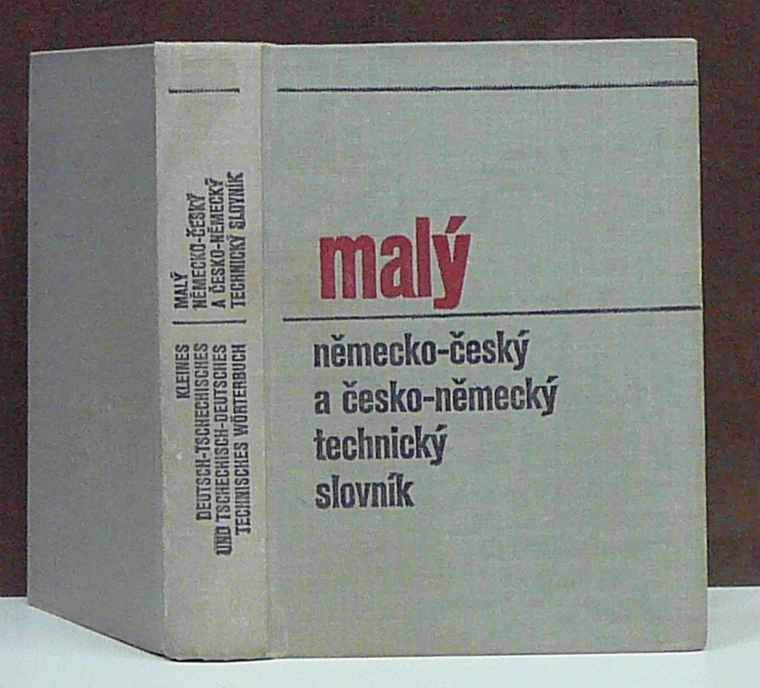 MALÝ
NĚMECKO-ČESKÝ
A ČESKO-NĚMECKÝ
TECHNICKÝ SLOVNÍK
KLEINES
DEUTSCH-TSCHECHISCHES
UND TSCHECHISCH-DEUTSCHES
TECHNISCHES WÖRTERBUCH
malý
německo-český
a česko-německý
technický
slovník